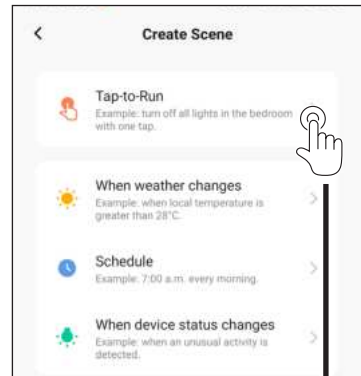 Create Scene
Tap-to-Run
Example: turn off all lights in the bedroom
with one tap.
When weather changes
Example: when local temperature is
greater than 28°C.
Schedule
Example: 7:00 a.m. every morning.
When device status changes
Example: when an unusual activity is
detected.